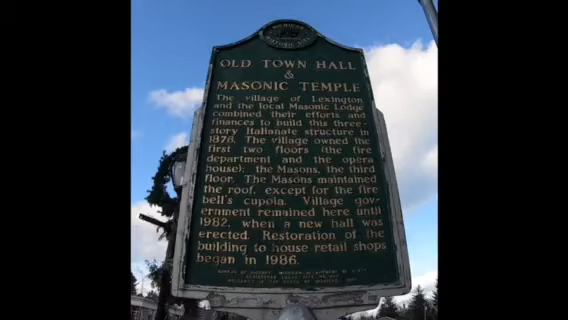 OLD TOWN HALL
&
MASONIC TEMPLE
The village of Lexington
and the local Masonic Lodge
combined their efforts and
finances to build this three-
story Italianate structure in
1876. The village owned the
first two floors (the fire
department and the opera
house); the Masons, the third
floor. The Masons maintained
the roof, except for the fire
bell's cupola. Village gov-
ernment remained here until
1982, when a new hall was
erected. Restoration of the
building to house retail shops
began in 1986.